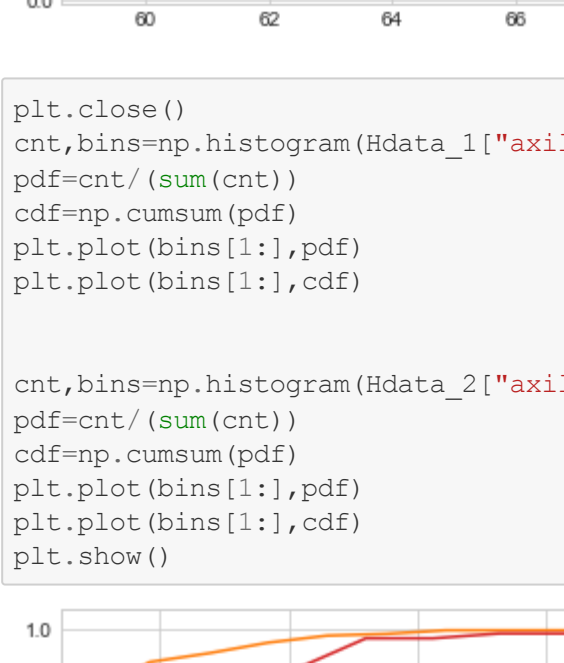 0.0
60 62 64 66
plt.close()
cnt,bins=np.histogram(Hdata_1["axil
pdf=cnt/(sum(cnt))
cdf=np.cumsum(pdf)
plt.plot(bins[1:],pdf)
plt.plot(bins[1:],cdf)
cnt,bins=np.histogram(Hdata_2["axil
pdf=cnt/(sum(cnt))
cdf=np.cumsum(pdf)
plt.plot(bins[1:],pdf)
plt.plot(bins[1:],cdf)
plt.show()
1.0